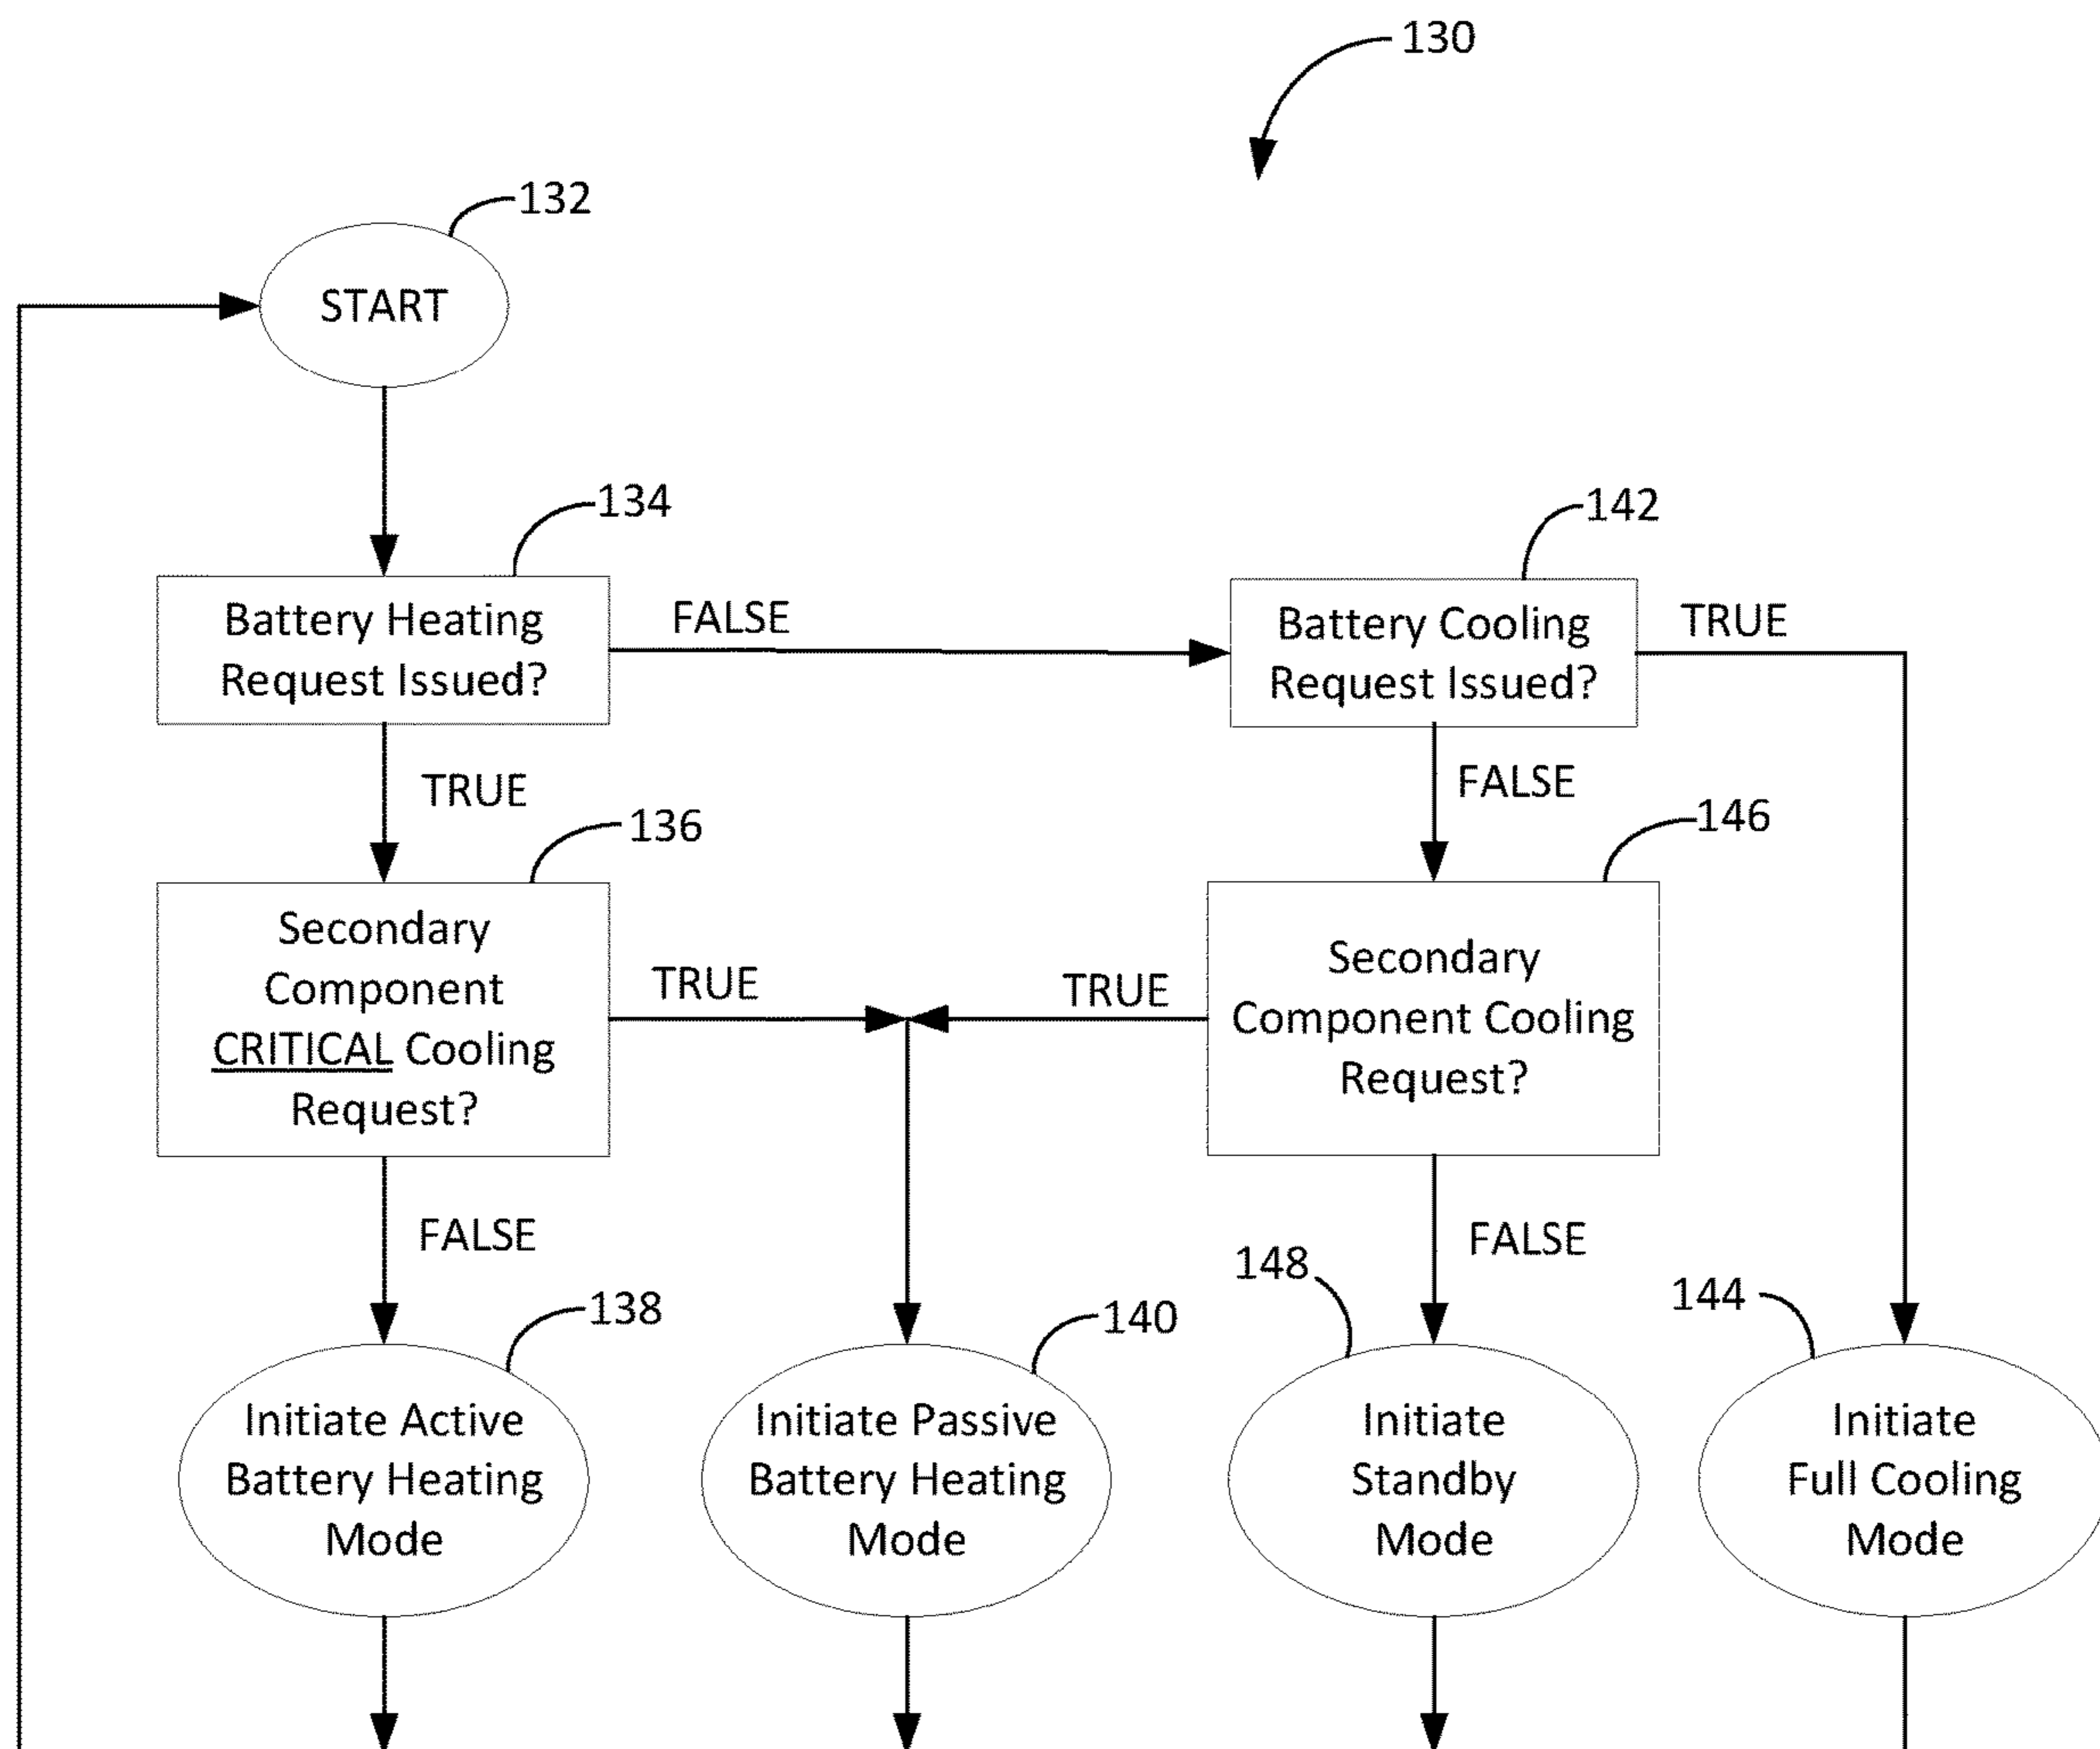 130
132
START
134
142
Battery Heating
Request Issued?
FALSE
Battery Cooling
Request Issued?
TRUE
TRUE
FALSE
136
146
Secondary
Component
CRITICAL Cooling
Request?
TRUE
TRUE
Secondary
Component Cooling
Request?
FALSE
FALSE
138
140
148
144
Initiate Active
Battery Heating
Mode
Initiate Passive
Battery Heating
Mode
Initiate
Standby
Mode
Initiate
Full Cooling
Mode